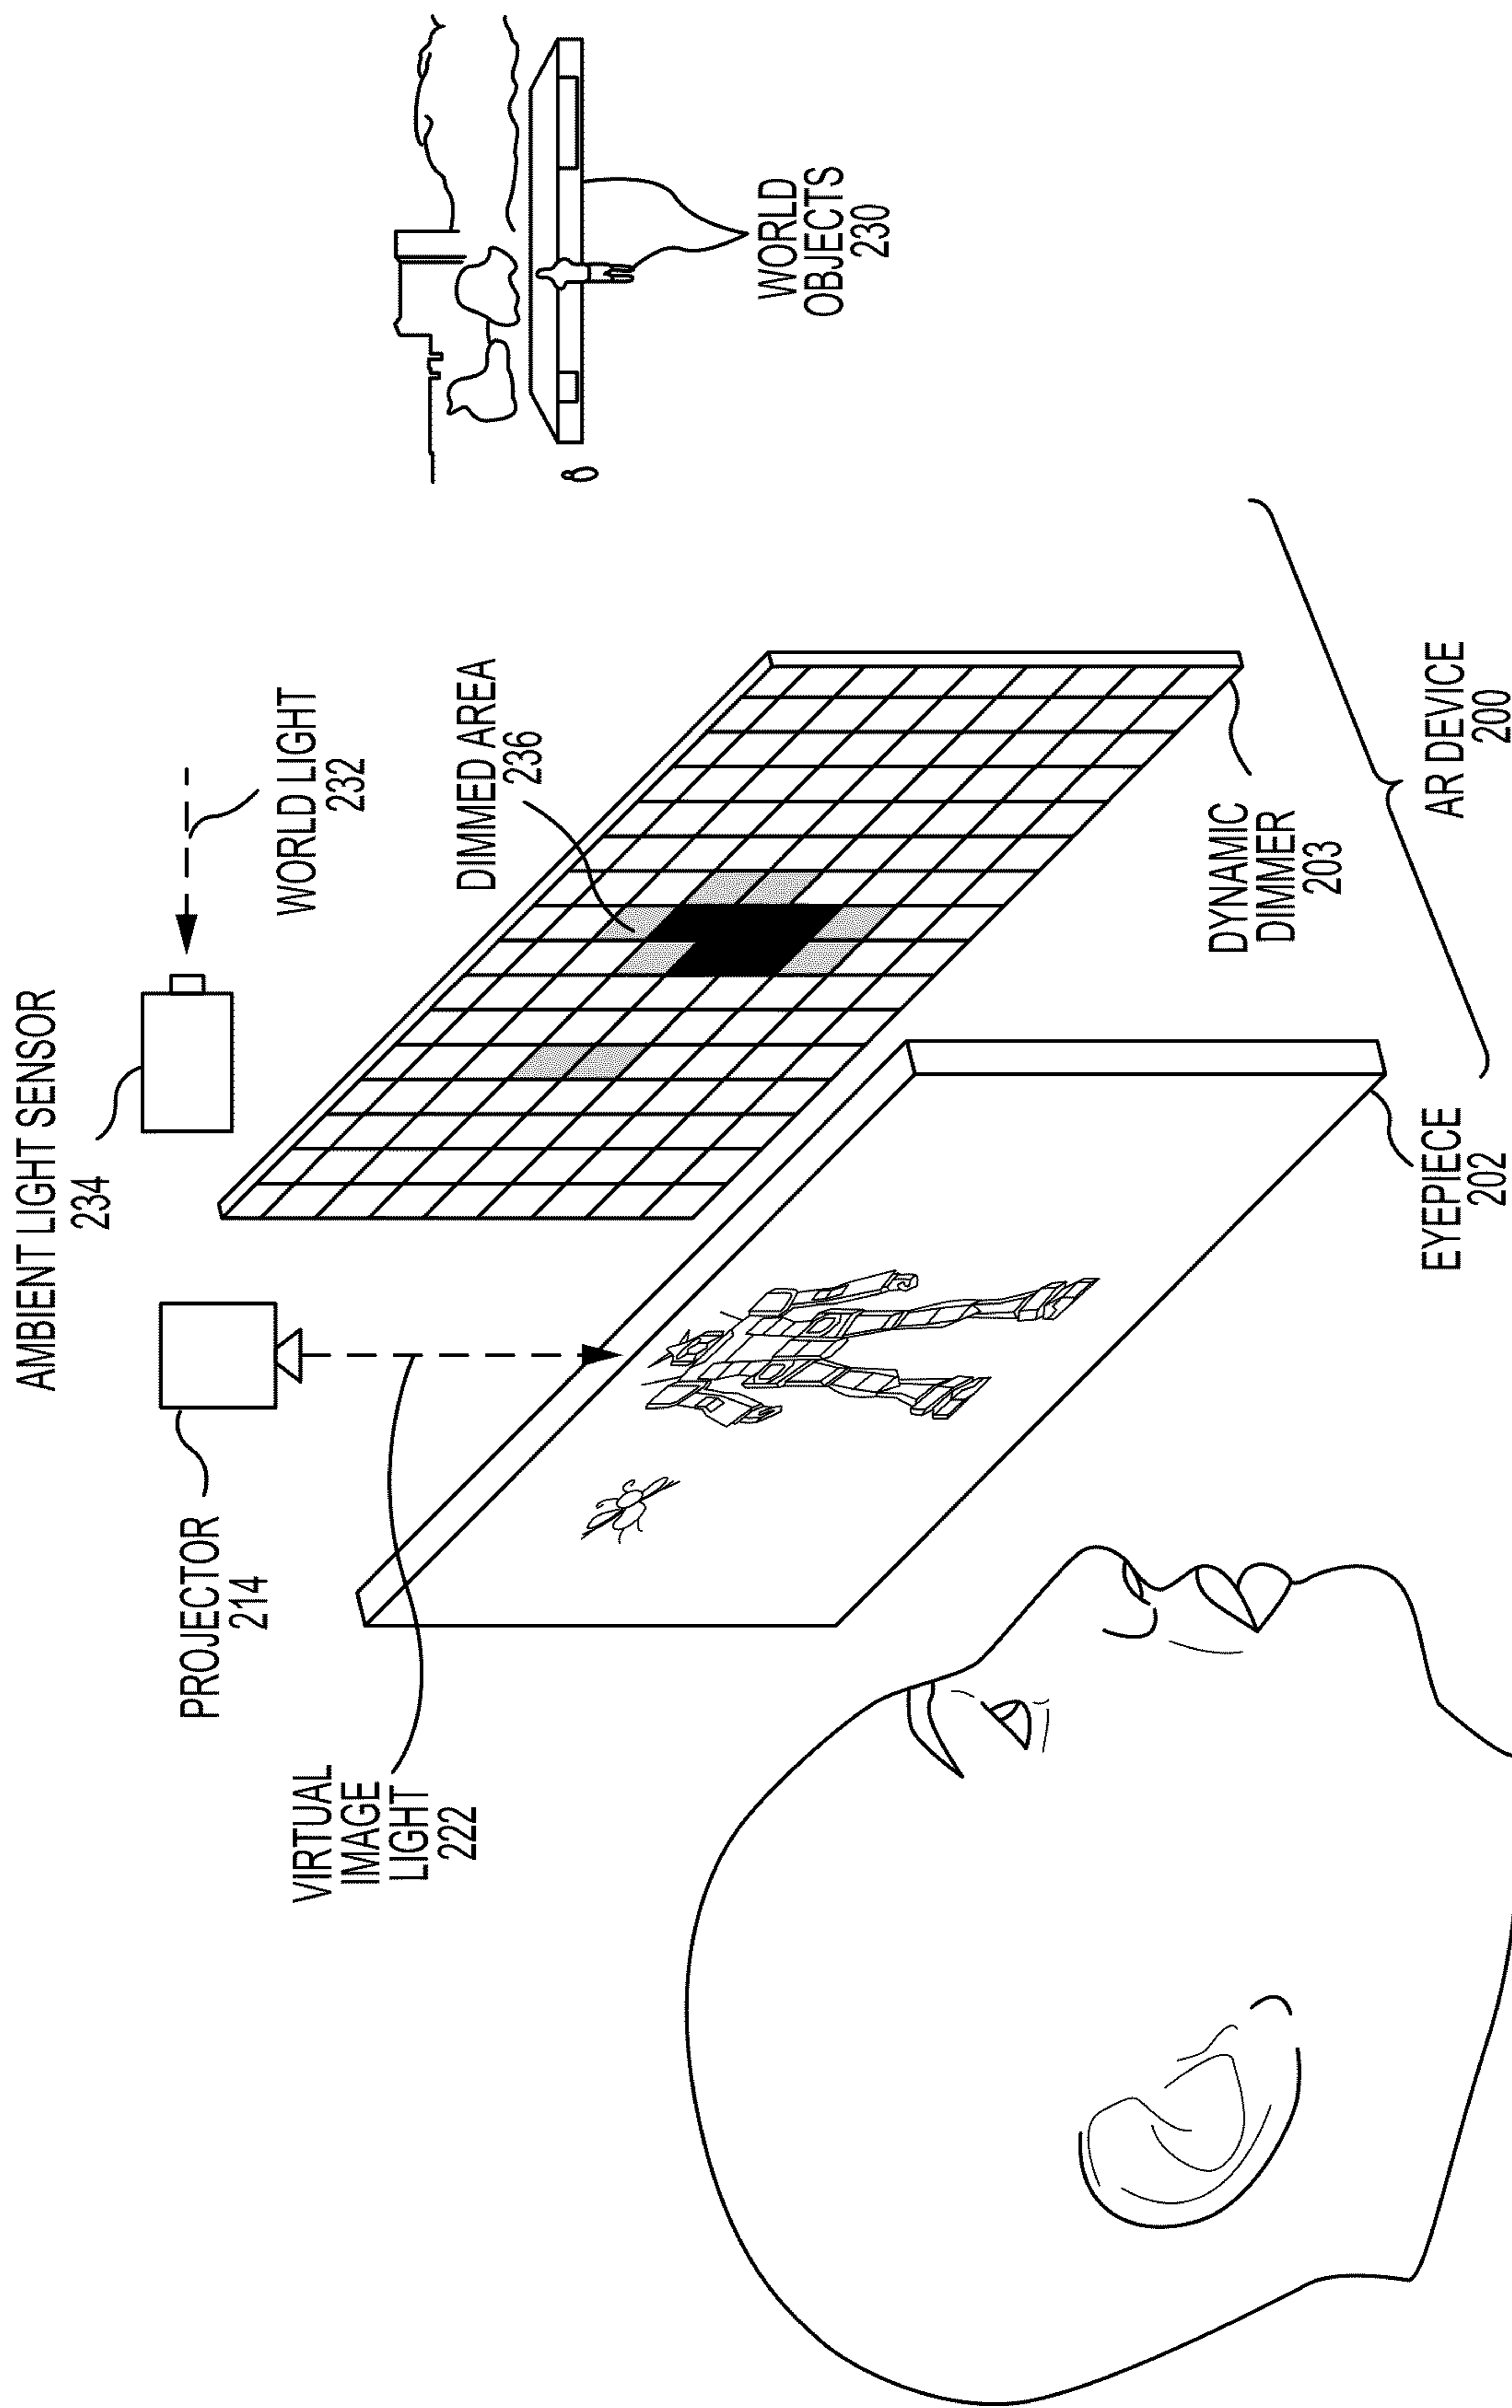 AMBIENT LIGHT SENSOR
234
WORLD LIGHT
232
PROJECTOR
214
VIRTUAL
IMAGE
LIGHT
222
DIMMED AREA
236
WORLD
OBJECTS
230
DYNAMIC
DIMMER
203
EYEPIECE
202
AR DEVICE
200